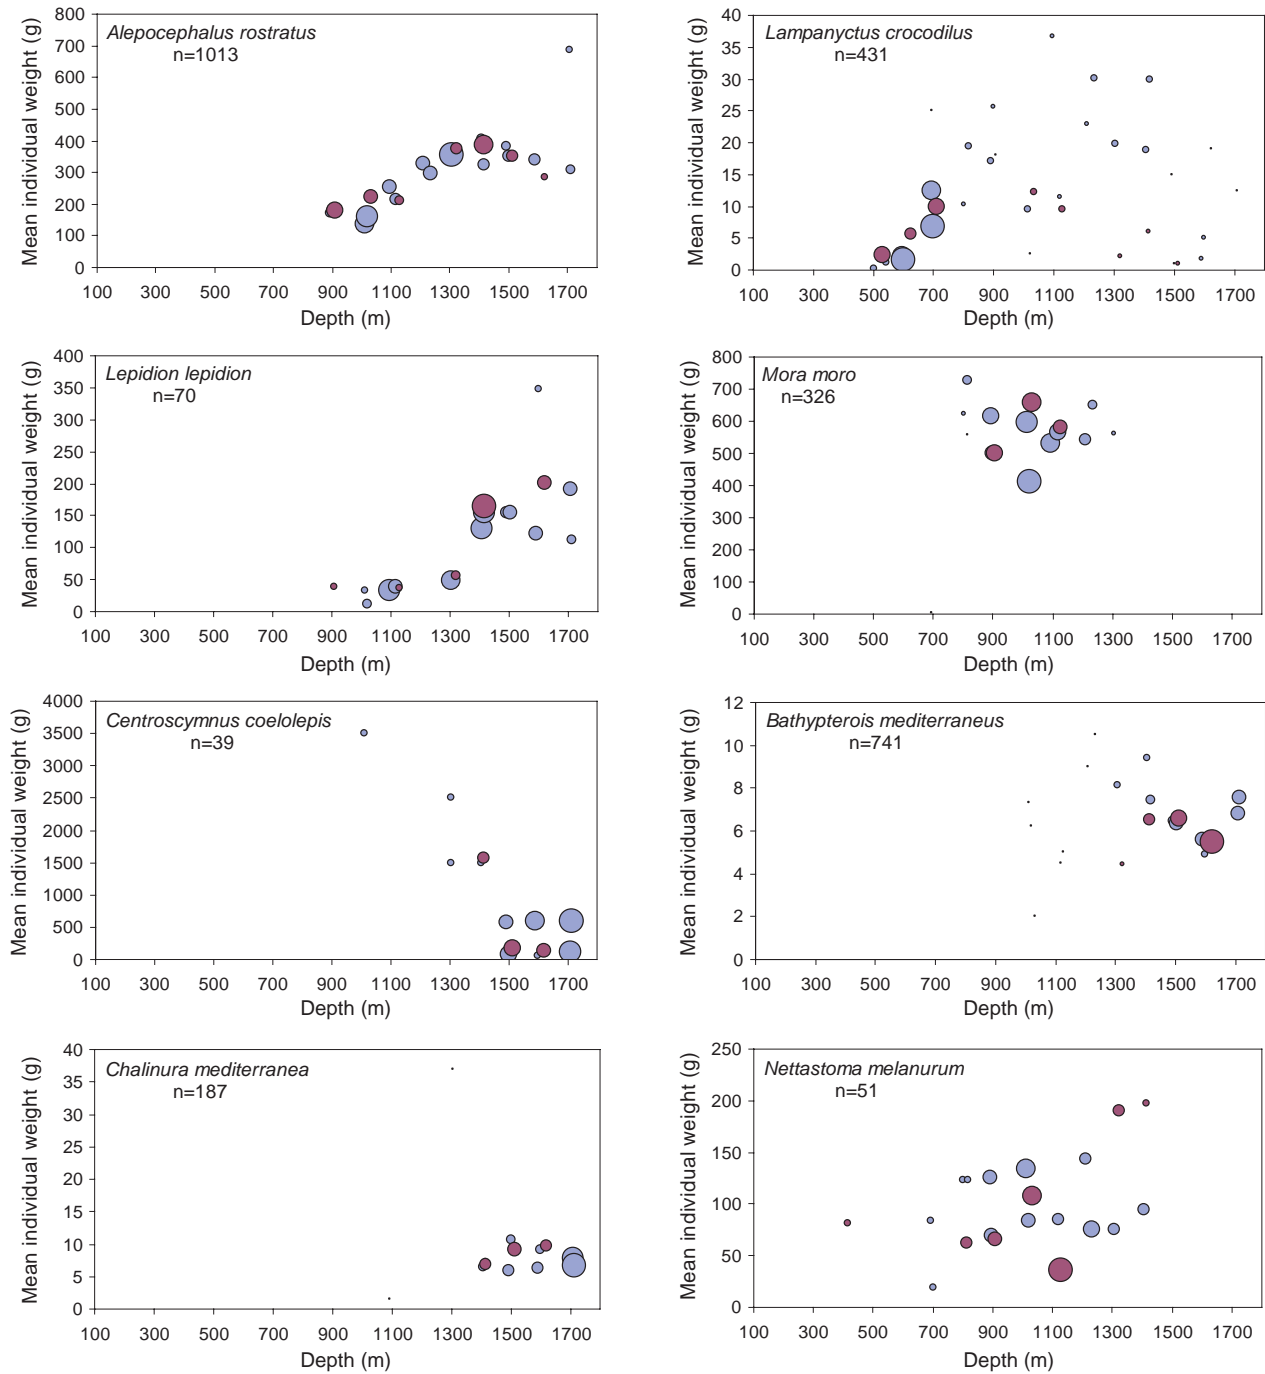 Alepocephalus rostratus
n=1013
Mean individual weight (g)
800
700
600
500
400
300
200
100
0
100 300 500 700 900 1100 1300 1500 1700
Depth (m)
Lampanyctus crocodilus
n=431
Mean individual weight (g)
40
35
30
25
20
15
10
5
0
100 300 500 700 900 1100 1300 1500 1700
Depth (m)
Lepidion lepidion
n=70
Mean individual weight (g)
400
350
300
250
200
150
100
50
0
100 300 500 700 900 1100 1300 1500 1700
Depth (m)
Mora moro
n=326
Mean individual weight (g)
800
700
600
500
400
300
200
100
0
100 300 500 700 900 1100 1300 1500 1700
Depth (m)
Centroscymnus coelolepis
n=39
Mean individual weight (g)
4000
3500
3000
2500
2000
1500
1000
500
0
100 300 500 700 900 1100 1300 1500 1700
Depth (m)
Bathypterois mediterraneus
n=741
Mean individual weight (g)
12
10
8
6
4
2
0
100 300 500 700 900 1100 1300 1500 1700
Depth (m)
Chalinura mediterranea
n=187
Mean individual weight (g)
40
35
30
25
20
15
10
5
0
100 300 500 700 900 1100 1300 1500 1700
Depth (m)
Nettastoma melanurum
n=51
Mean individual weight (g)
250
200
150
100
50
0
100 300 500 700 900 1100 1300 1500 1700
Depth (m)